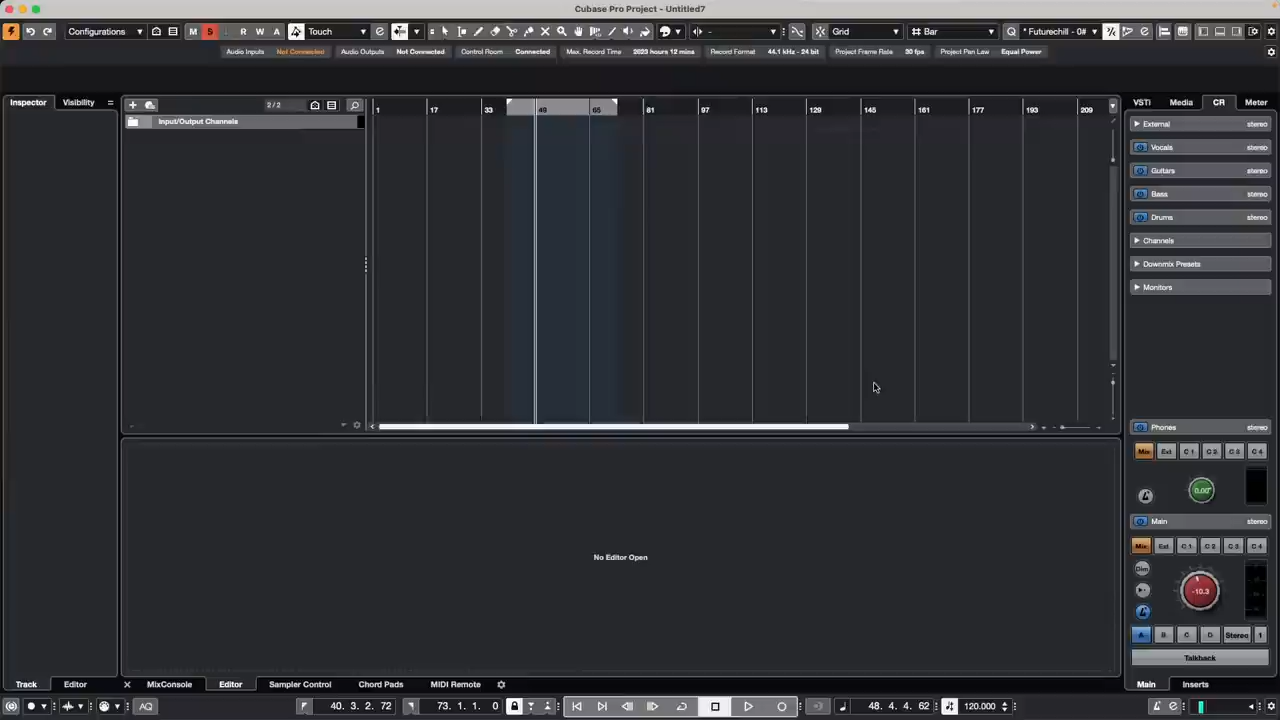 Cubase Pro Project - Untitled7
Configurations
M S L R W A
Touch
Grid
Bar
Q
* Futurechill - 0#
Audio Inputs Not Connected Audio Outputs Not Connected Control Room Connected Max. Record Time 2023 hours 12 mins Record Format 44.1 kHz - 24 bit Project Frame Rate 30 fps Project Pan Law Equal Power
Inspector Visibility
2/2
1 17 33 49 65 81 97 113 129 145 161 177 193 209
VSTi Media CR Meter
Input/Output Channels
External stereo
Vocals stereo
Guitars stereo
Bass stereo
Drums stereo
Channels
Downmix Presets
Monitors
Phones stereo
Mix Ext C 1 C 2 C 3 C 4
0.00
Main stereo
Mix Ext C 1 C 2 C 3 C 4
Dim
-10.3
A B C D Stereo 1
Talkback
No Editor Open
Track Editor
MixConsole Editor Sampler Control Chord Pads MIDI Remote
Main Inserts
AQ
40. 3. 2. 72
73. 1. 1. 0
48. 4. 4. 62
120.000